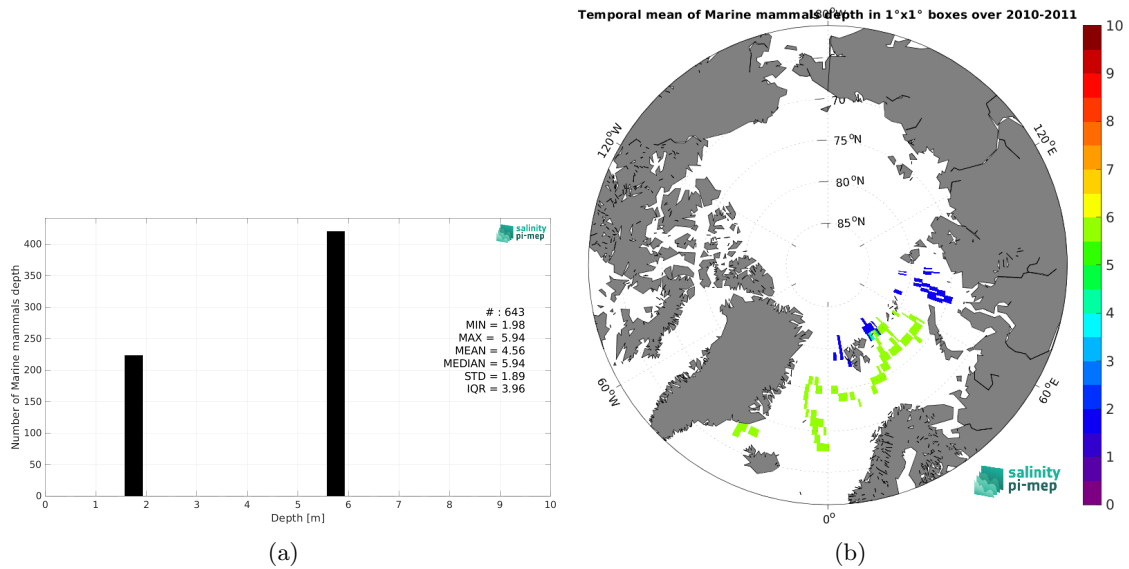 Number of Marine mammals depth
400
350
300
250
200
150
100
50
0
0 1 2 3 4 5 6 7 8 9 10
Depth [m]
salinity
pi-mep
# : 643
MIN = 1.98
MAX = 5.94
MEAN = 4.56
MEDIAN = 5.94
STD = 1.89
IQR = 3.96
(a)
Temporal mean of Marine mammals depth in 1°x1° boxes over 2010-2011
180°W
120°W
120°E
60°W
60°E
0°
70
75°N
80°N
85°N
salinity
pi-mep
10
9
8
7
6
5
4
3
2
1
0
(b)